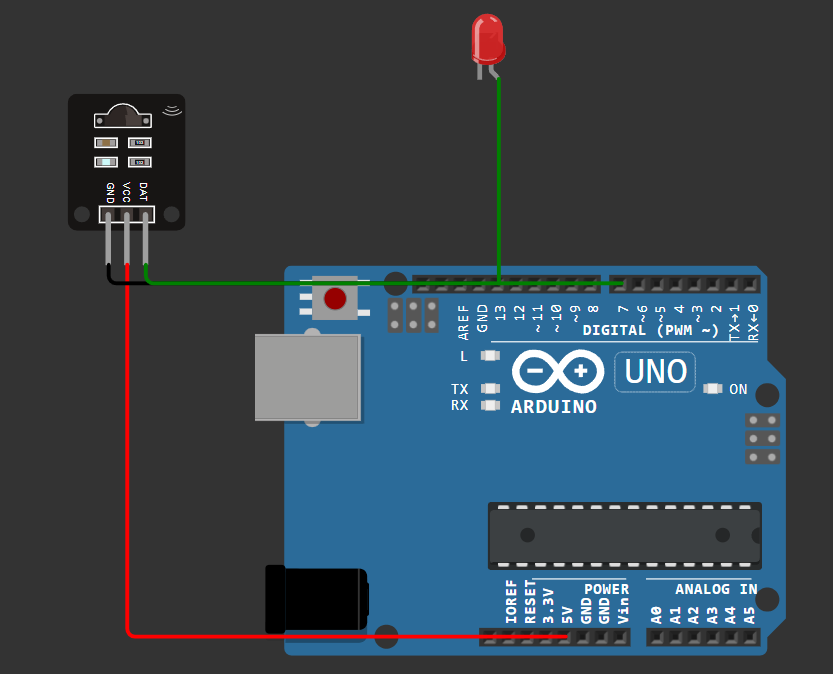 GND
VCC
DAT
AREF
GND
13
12
~11
~10
~9
8
7
~6
~5
4
~3
2
TX→1
RX←0
DIGITAL (PWM ~)
L
TX
RX
UNO
ON
ARDUINO
IOREF
RESET
3.3V
5V
GND
GND
Vin
POWER
ANALOG IN
A0
A1
A2
A3
A4
A5